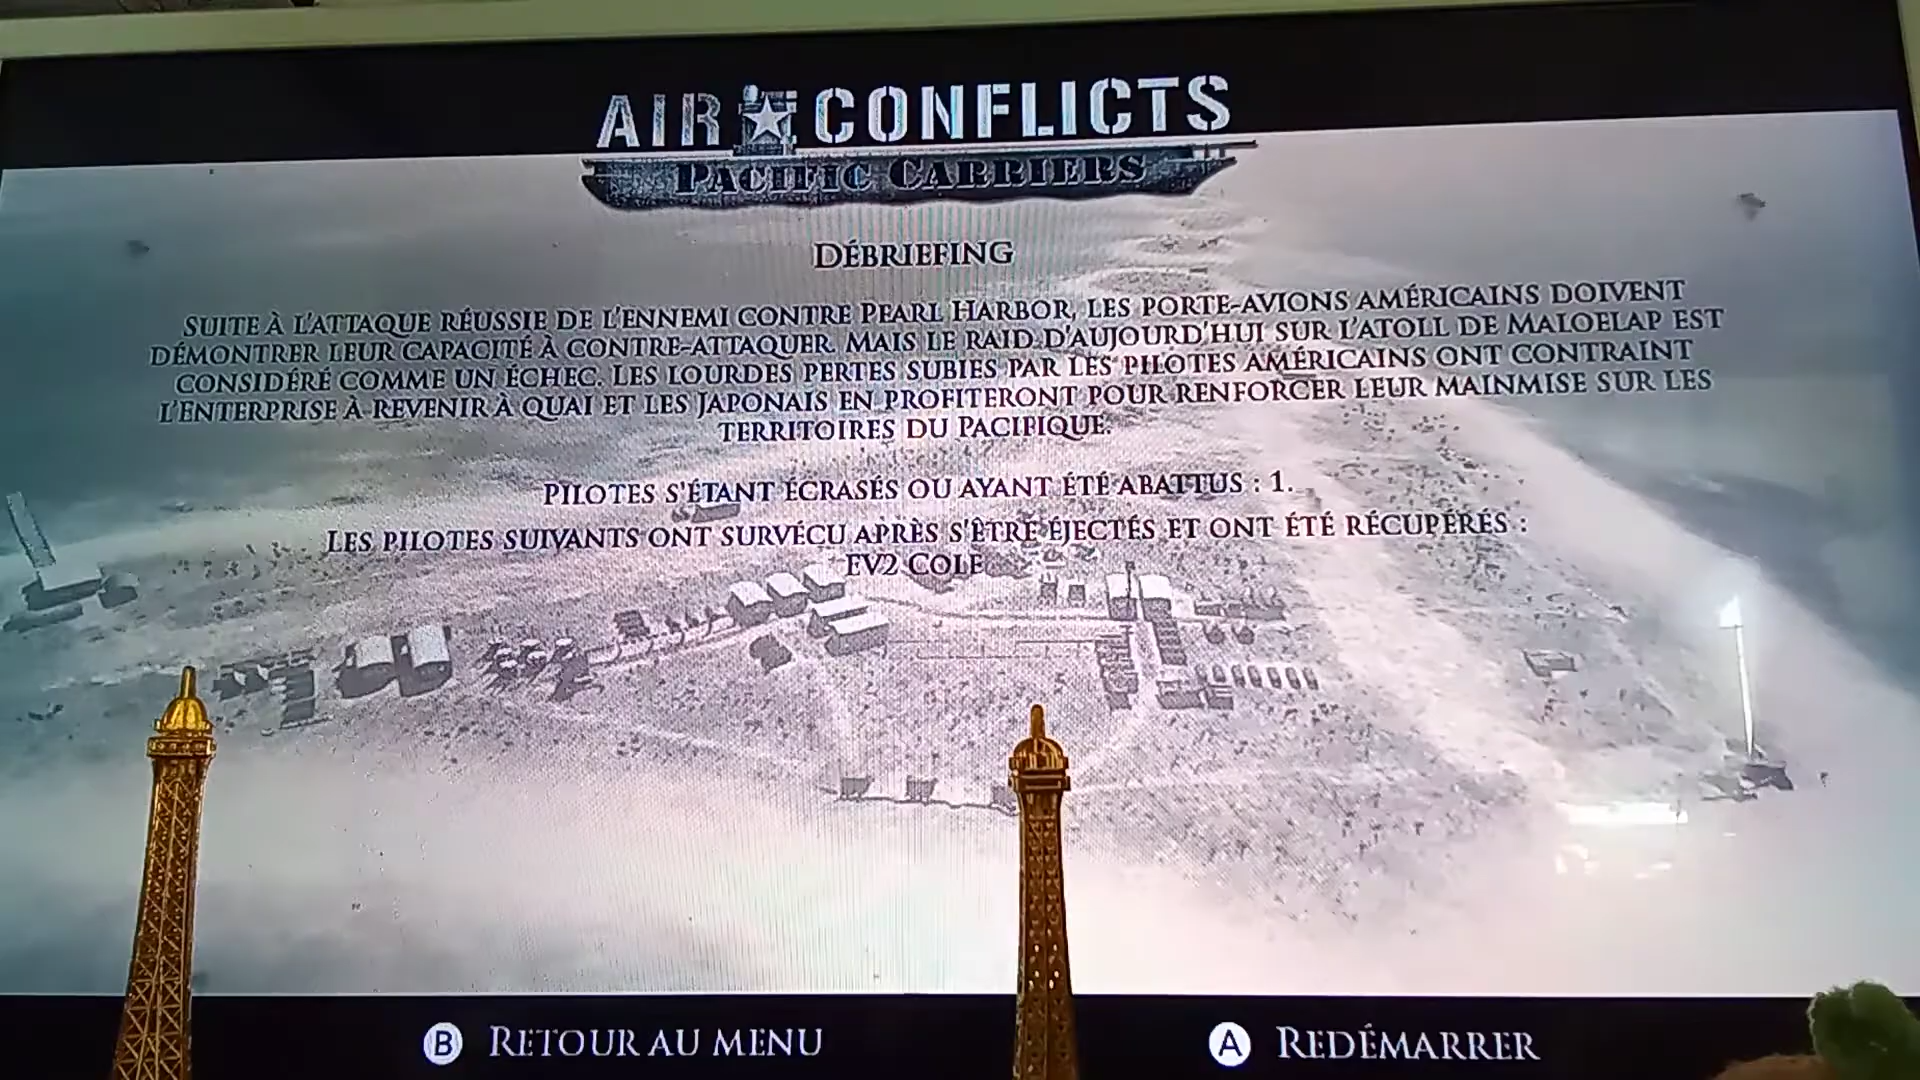 AIR CONFLICTS
PACIFIC CARRIERS
DÉBRIEFING
SUITE À L'ATTAQUE RÉUSSIE DE L'ENNEMI CONTRE PEARL HARBOR, LES PORTE-AVIONS AMÉRICAINS DOIVENT
DÉMONTRER LEUR CAPACITÉ À CONTRE-ATTAQUER. MAIS LE RAID D'AUJOURD'HUI SUR L'ATOLL DE MALOELAP EST
CONSIDÉRÉ COMME UN ÉCHEC. LES LOURDES PERTES SUBIES PAR LES PILOTES AMÉRICAINS ONT CONTRAINT
L'ENTERPRISE À REVENIR À QUAI ET LES JAPONAIS EN PROFITERONT POUR RENFORCER LEUR MAINMISE SUR LES
TERRITOIRES DU PACIFIQUE.
PILOTES S'ÉTANT ÉCRASÉS OU AYANT ÉTÉ ABATTUS : 1.
LES PILOTES SUIVANTS ONT SURVÉCU APRÈS S'ÊTRE ÉJECTÉS ET ONT ÉTÉ RÉCUPÉRÉS :
EV2 COLE
B RETOUR AU MENU
A REDÉMARRER